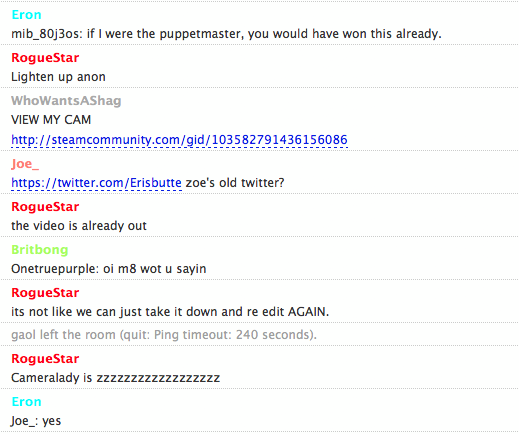 Eron
mib_80j3os: if I were the puppetmaster, you would have won this already.
RogueStar
Lighten up anon
WhoWantsAShag
VIEW MY CAM
http://steamcommunity.com/gid/103582791436156086
Joe_
https://twitter.com/Erisbutte zoe's old twitter?
RogueStar
the video is already out
Britbong
Onetruepurple: oi m8 wot u sayin
RogueStar
its not like we can just take it down and re edit AGAIN.
gaol left the room (quit: Ping timeout: 240 seconds).
RogueStar
Cameralady is zzzzzzzzzzzzzzzzzz
Eron
Joe_: yes